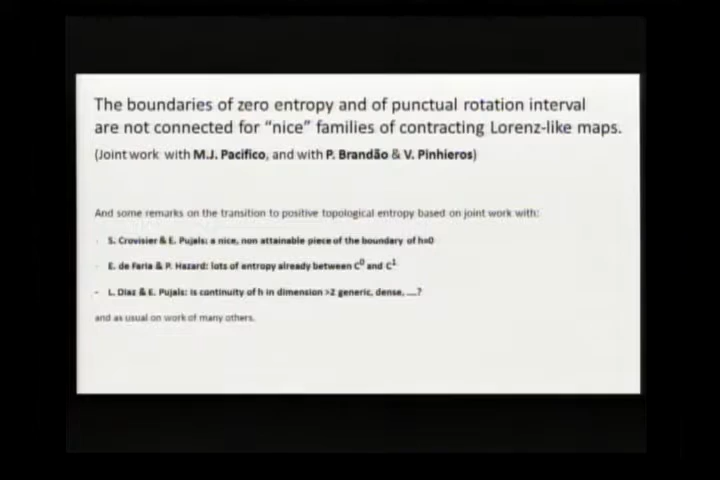 The boundaries of zero entropy and of punctual rotation interval
are not connected for “nice” families of contracting Lorenz-like maps.
(Joint work with M.J. Pacifico, and with P. Brandão & V. Pinhieros)
And some remarks on the transition to positive topological entropy based on joint work with:
- S. Crovisier & E. Pujals: a nice, non attainable piece of the boundary of h=0
- E. de Faria & P. Hazard: lots of entropy already between C⁰ and C¹
- L. Diaz & E. Pujals: is continuity of h in dimension >2 generic, dense, ....?
and as usual on work of many others.